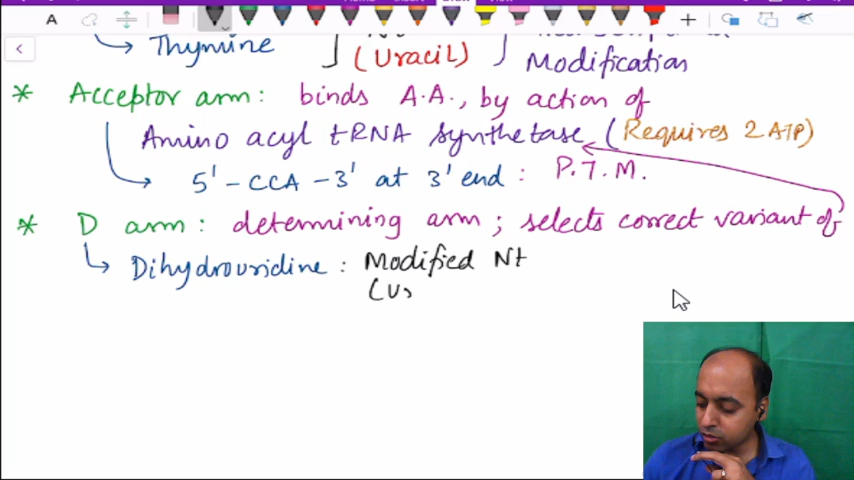 ↳ Thymine ] (Uracil) ] Modification
* Acceptor arm: binds A.A., by action of
Amino acyl tRNA synthetase (Requires 2 ATP)
↳ 5' - CCA - 3' at 3' end : P.T.M.
* D arm : determining arm ; selects correct variant of
↳ Dihydrouridine : Modified Nt
(Us